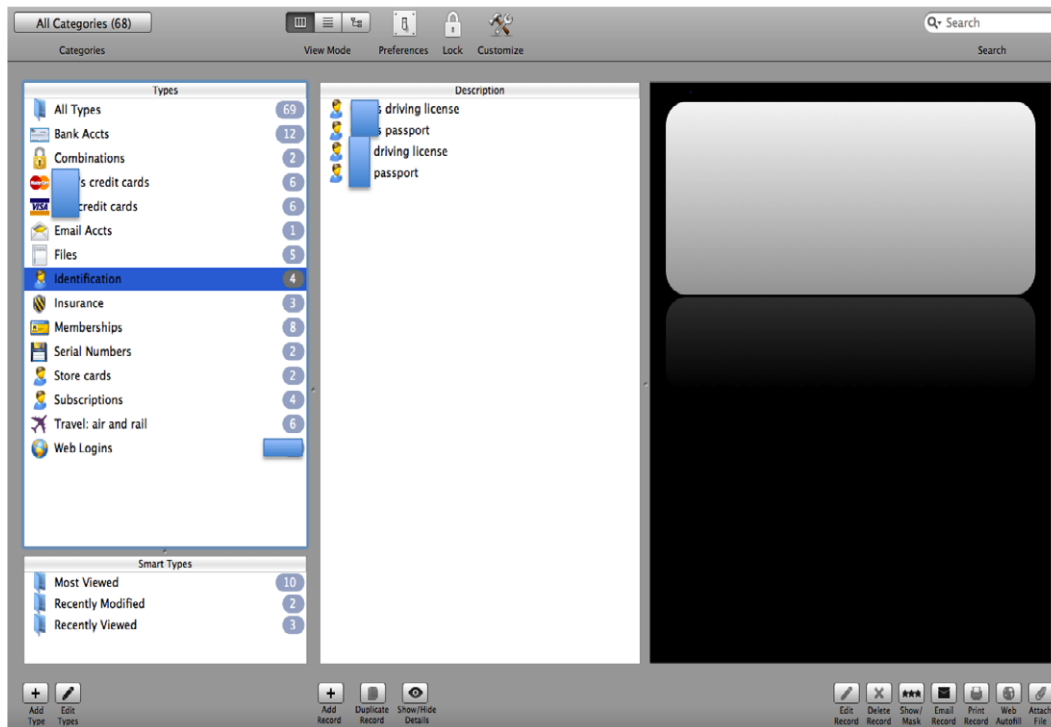 All Categories (68)
Categories
View Mode
Preferences
Lock
Customize
Search
Search
Types
All Types 69
Bank Accts 12
Combinations 2
MasterCard 's credit cards 6
VISA credit cards 6
Email Accts 1
Files 5
Identification 4
Insurance 3
Memberships 8
Serial Numbers 2
Store cards 2
Subscriptions 4
Travel: air and rail 6
Web Logins
Smart Types
Most Viewed 10
Recently Modified 2
Recently Viewed 3
Add Type
Edit Types
Description
s driving license
s passport
driving license
passport
Add Record
Duplicate Record
Show/Hide Details
Edit Record
Delete Record
Show/ Mask
Email Record
Print Record
Web Autofill
Attach File